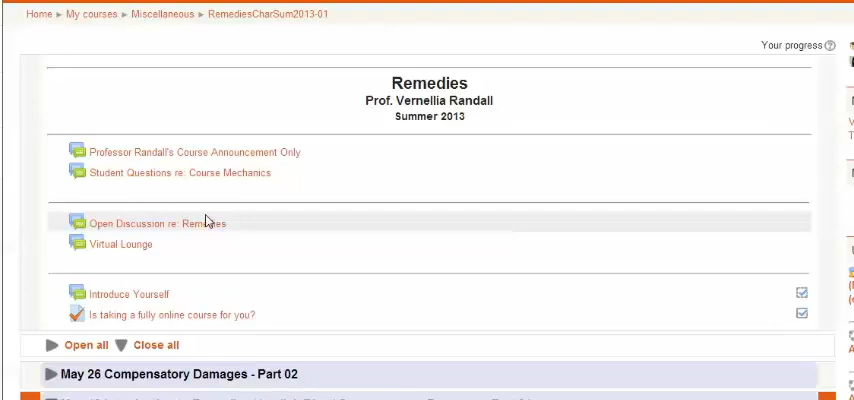 Home ► My courses ► Miscellaneous ► RemediesCharSum2013-01
Your progress
Remedies
Prof. Vernellia Randall
Summer 2013
Professor Randall's Course Announcement Only
Student Questions re: Course Mechanics
Open Discussion re: Remedies
Virtual Lounge
Introduce Yourself
Is taking a fully online course for you?
Open all Close all
May 26 Compensatory Damages - Part 02